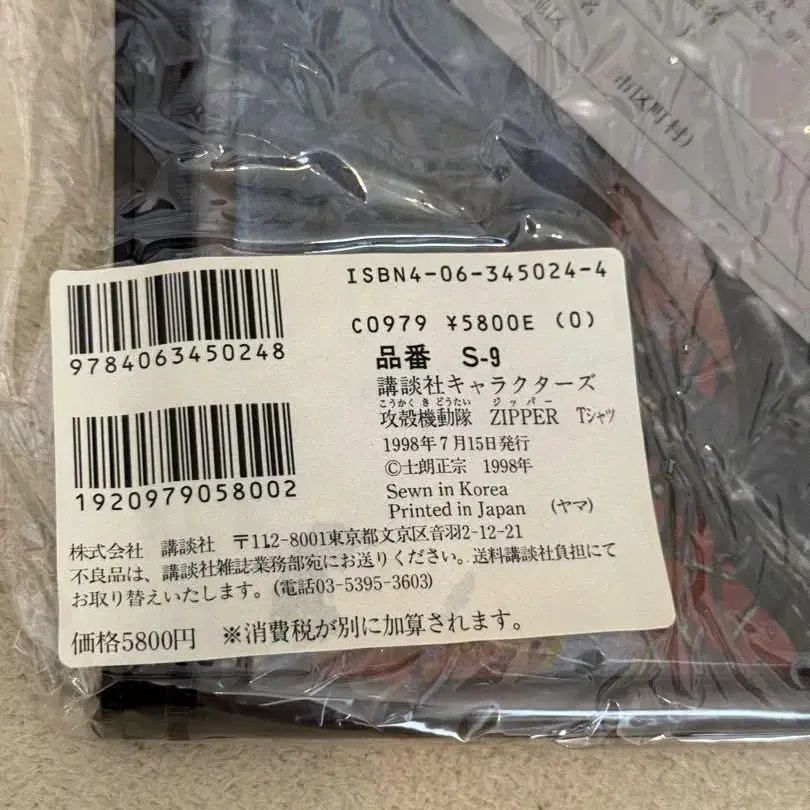 市区町村)
ISBN4-06-345024-4
9784063450248
C0979 ¥5800E (0)
品番 S-9
講談社キャラクターズ
こうかく き どうたい ジッパー
攻殻機動隊 ZIPPER Tシャツ
1998年7月15日発行
©士朗正宗 1998年
1920979058002
Sewn in Korea
Printed in Japan (ヤマ)
株式会社 講談社 〒112-8001東京都文京区音羽2-12-21
不良品は、講談社雑誌業務部宛にお送りください。送料講談社負担にて
お取り替えいたします。(電話03-5395-3603)
価格5800円 ※消費税が別に加算されます。